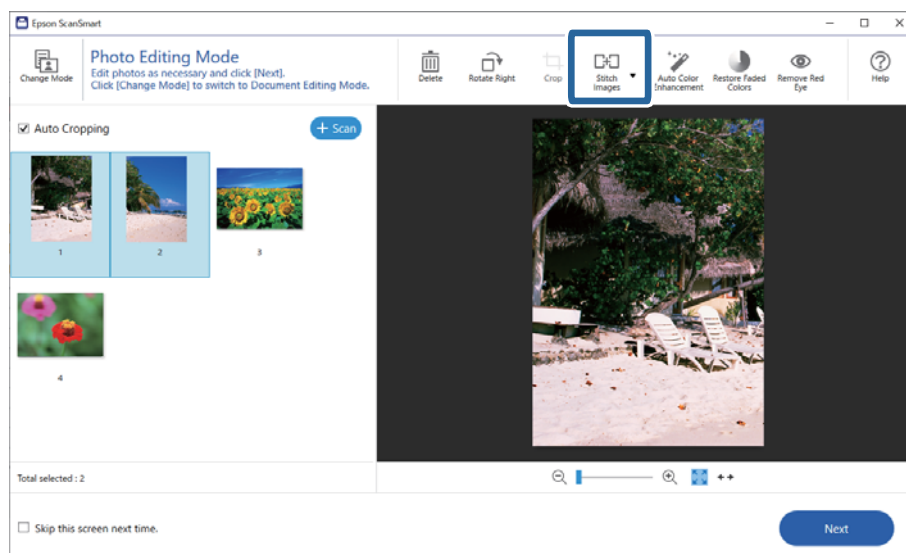 Epson ScanSmart
Change Mode
Photo Editing Mode
Edit photos as necessary and click [Next].
Click [Change Mode] to switch to Document Editing Mode.
Delete
Rotate Right
Crop
Stitch
Images
Auto Color
Enhancement
Restore Faded
Colors
Remove Red
Eye
Help
Auto Cropping
+ Scan
1
2
3
4
Total selected : 2
Skip this screen next time.
Next